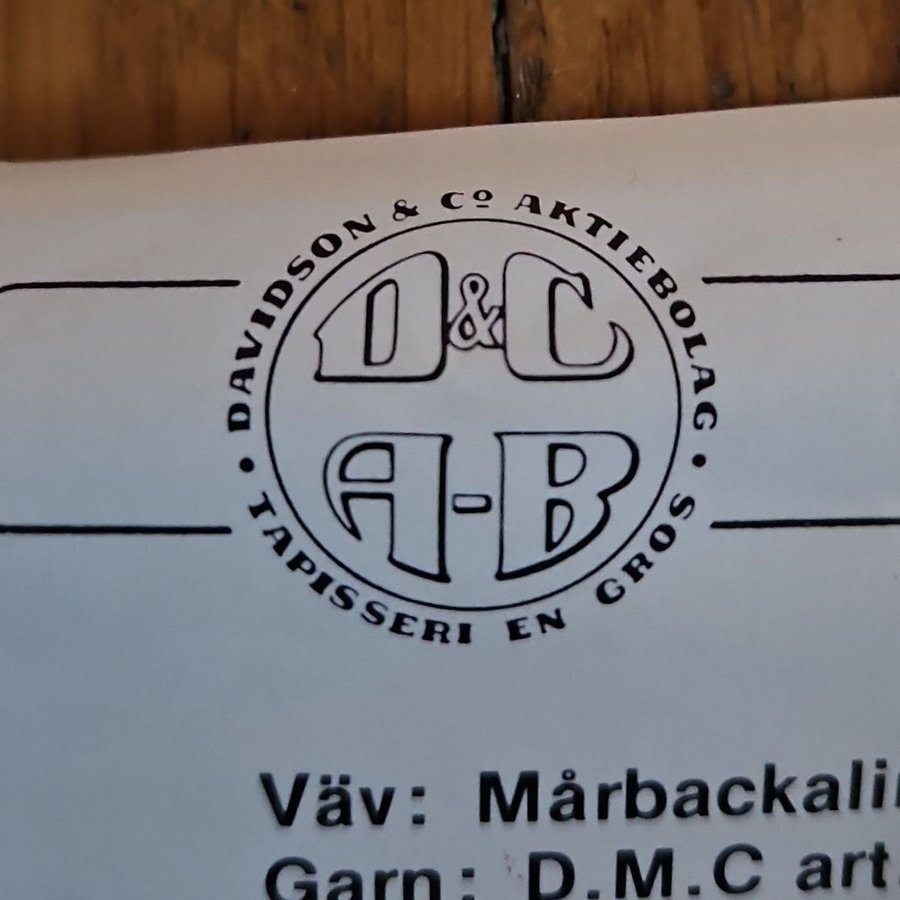 DAVIDSON & Cº AKTIEBOLAG
D&C
A-B
• TAPISSERI EN GROS •
Väv: Mårbackali
Garn: D.M.C art.